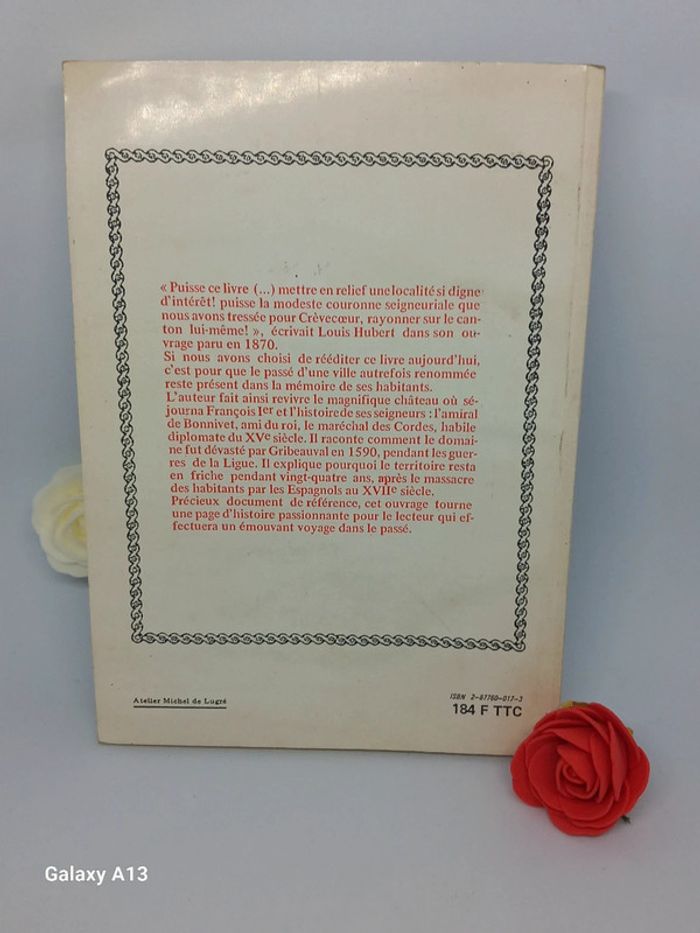 « Puisse ce livre (...) mettre en relief une localité si digne
d'intérêt! puisse la modeste couronne seigneuriale que
nous avons tressée pour Crèvecœur, rayonner sur le can-
ton lui-même! », écrivait Louis Hubert dans son ou-
vrage paru en 1870.
Si nous avons choisi de rééditer ce livre aujourd'hui,
c'est pour que le passé d'une ville autrefois renommée
reste présent dans la mémoire de ses habitants.
L'auteur fait ainsi revivre le magnifique château où sé-
journa François Ier et l'histoire de ses seigneurs : l'amiral
de Bonnivet, ami du roi, le maréchal des Cordes, habile
diplomate du XVe siècle. Il raconte comment le domai-
ne fut dévasté par Gribeauval en 1590, pendant les guer-
res de la Ligue. Il explique pourquoi le territoire resta
en friche pendant vingt-quatre ans, après le massacre
des habitants par les Espagnols au XVIIe siècle.
Précieux document de référence, cet ouvrage tourne
une page d'histoire passionnante pour le lecteur qui ef-
fectuera un émouvant voyage dans le passé.
Atelier Michel de Lugré
ISBN 2-87760-017-3
184 F TTC
Galaxy A13